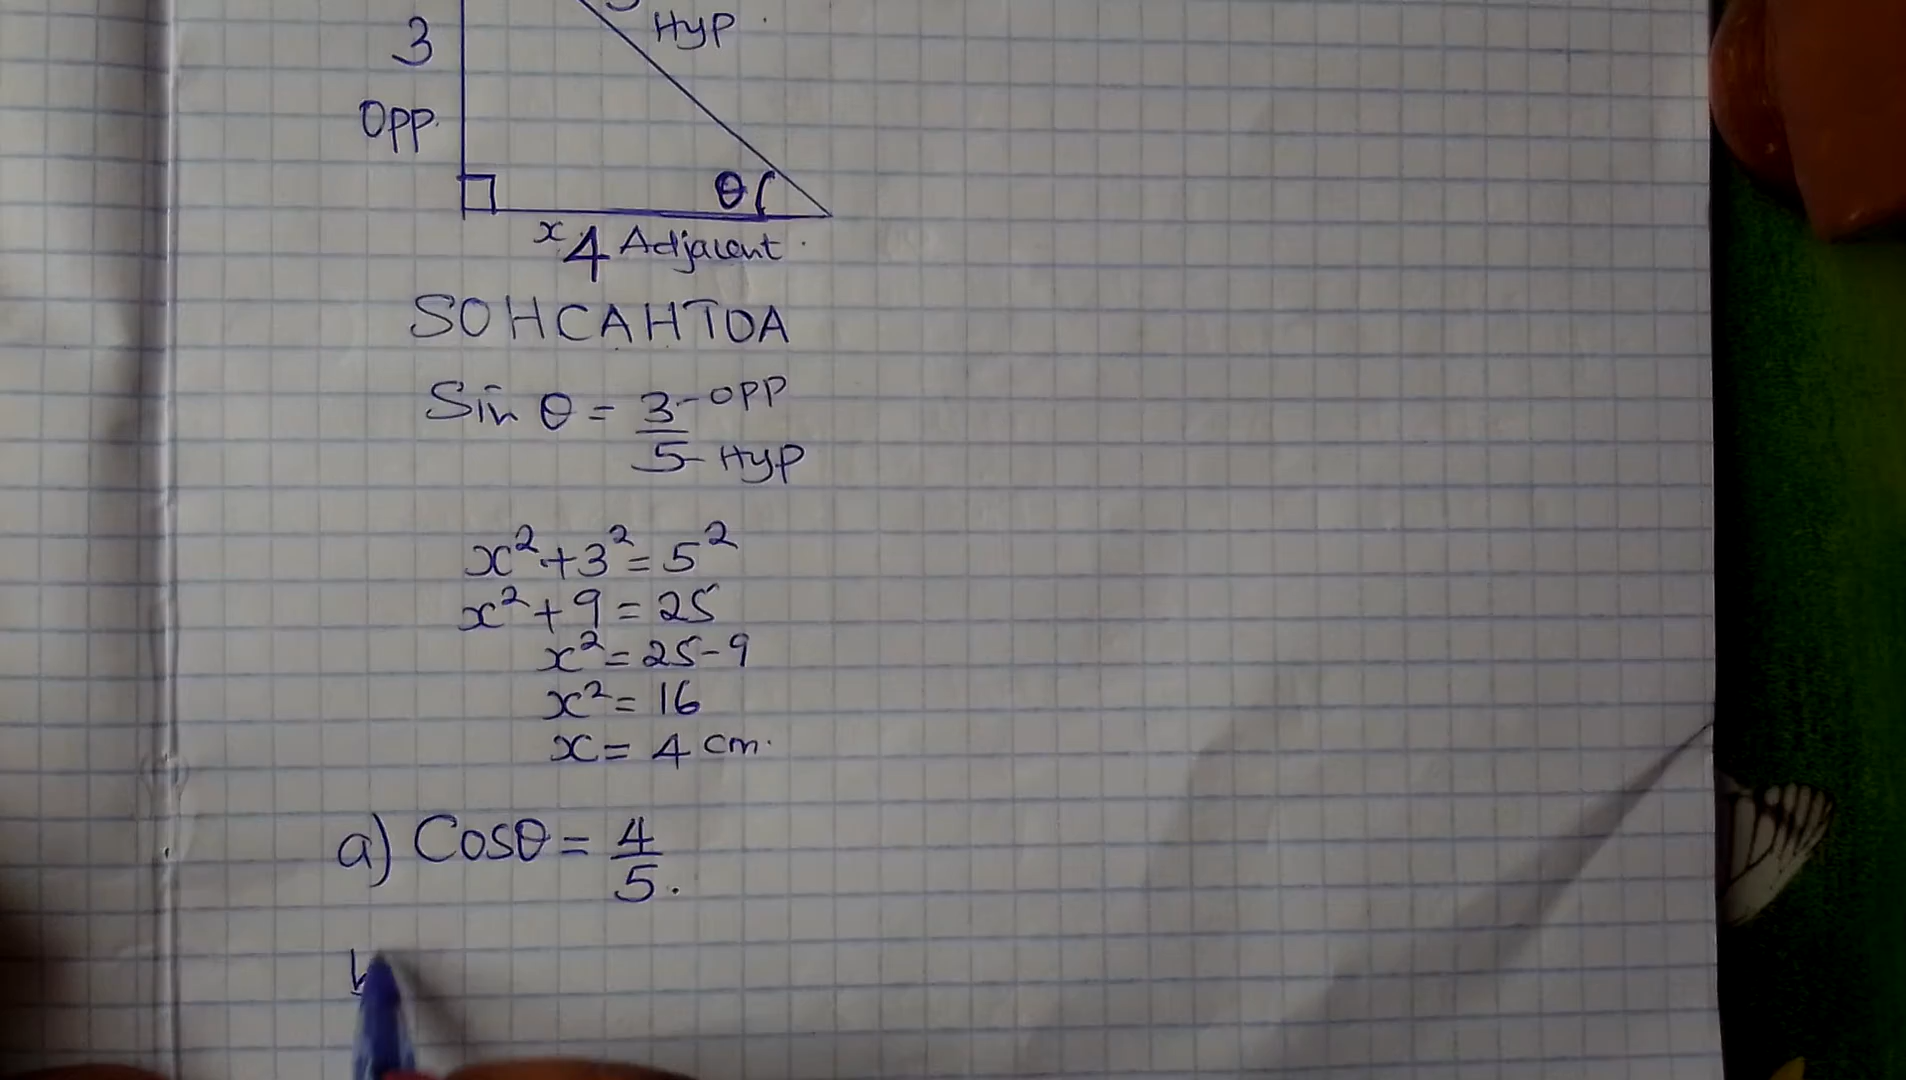 3
Hyp
Opp.
θ
x 4 Adjacent.
SOHCAHTOA
Sin θ = 3 - OPP
5 - Hyp
x² + 3² = 5²
x² + 9 = 25
x² = 25 - 9
x² = 16
x = 4 cm.
a) Cosθ = 4
5.